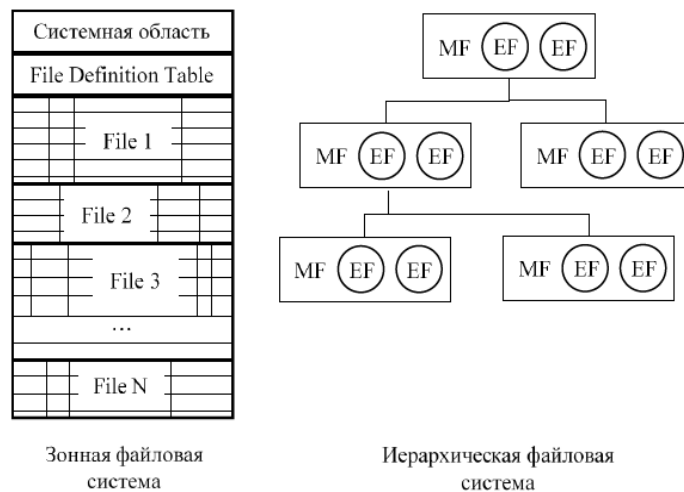 Системная область
File Definition Table
File 1
File 2
File 3
...
File N
Зонная файловая
система
MF EF EF
MF EF EF
MF EF EF
MF EF EF
MF EF EF
Иерархическая файловая
система